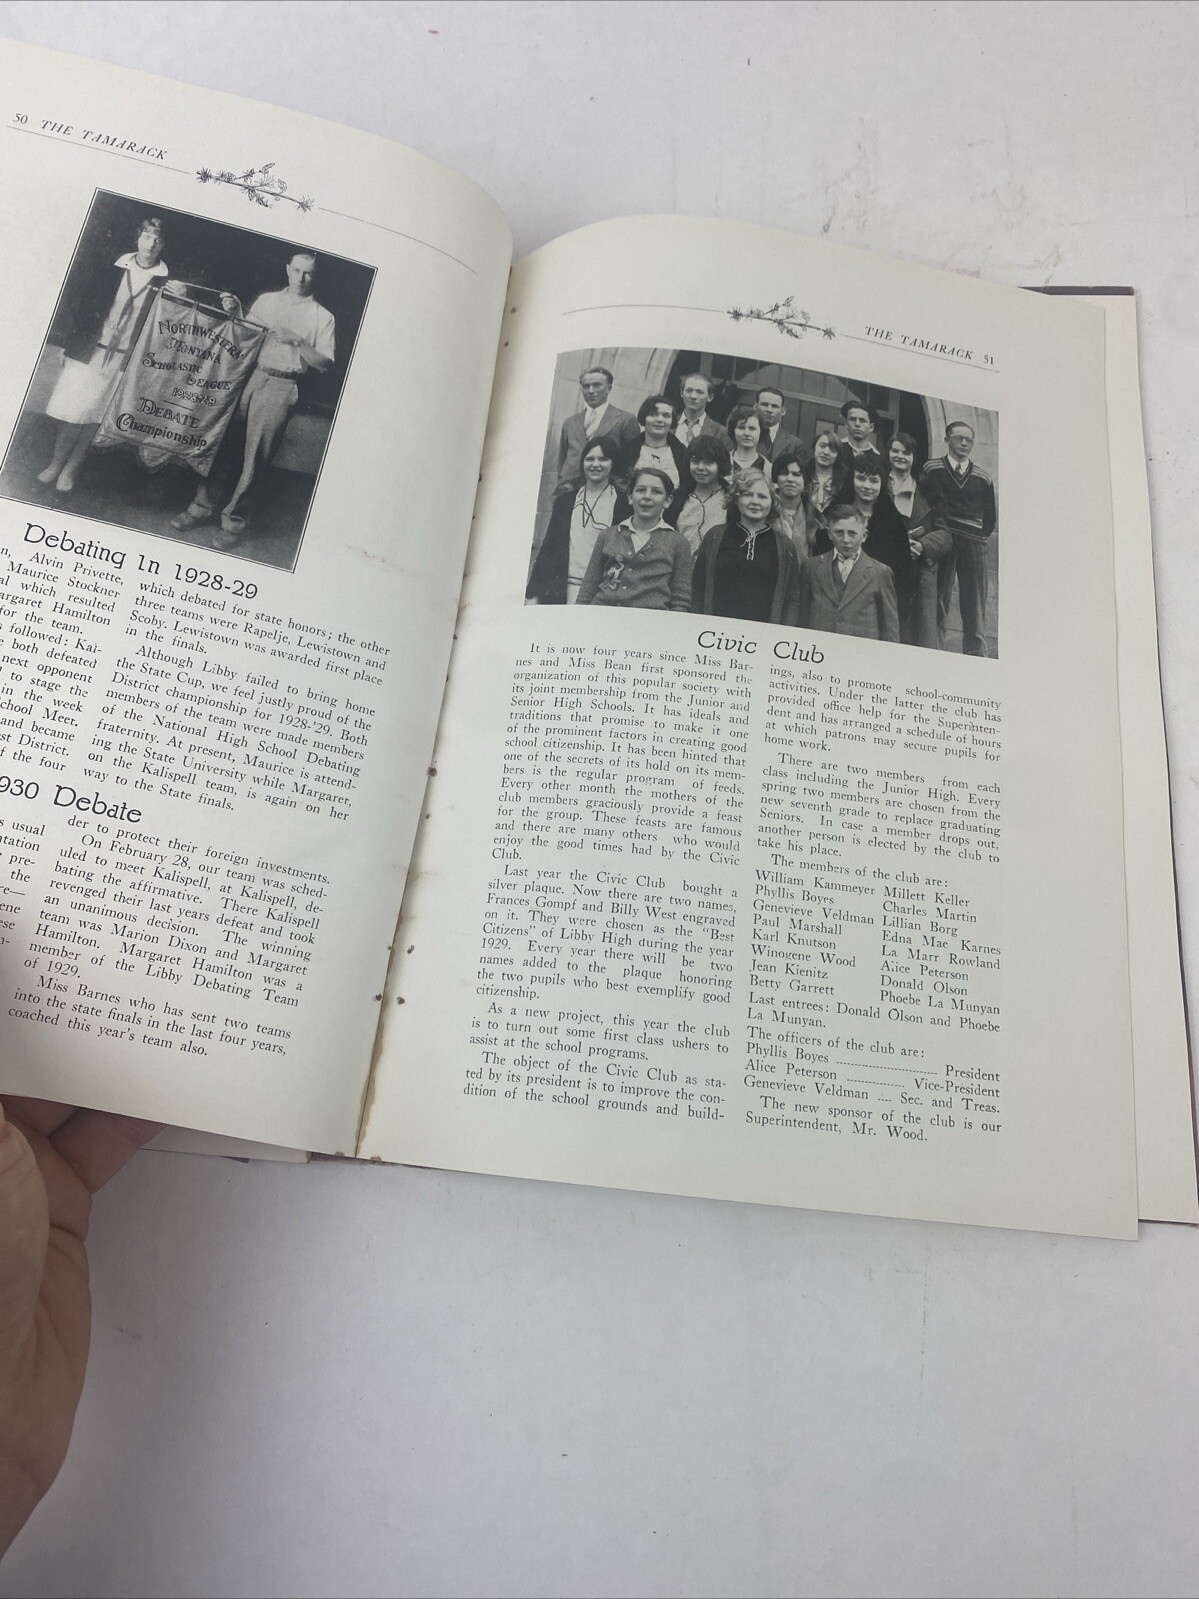 50 THE TAMARACK
NORTHWESTERN
MONTANA
SCHOLASTIC
LEAGUE
1928-29
DEBATE
Championship
Debating In 1928-29
Alvin Privette,
Maurice Stockner
which resulted
Margaret Hamilton
for the team.
followed: Kal-
both defeated
next opponent
to stage the
in the week
School Meet.
and became
District.
the four
which debated for state honors; the other
three teams were Rapelje, Lewistown and
Scoby. Lewistown was awarded first place
in the finals.
Although Libby failed to bring home
the State Cup, we feel justly proud of the
District championship for 1928-'29. Both
members of the team were made members
of the National High School Debating
fraternity. At present, Maurice is attend-
ing the State University while Margaret,
on the Kalispell team, is again on her
way to the State finals.
930 Debate
usual
pre-
the
der to protect their foreign investments.
On February 28, our team was sched-
uled to meet Kalispell, at Kalispell, de-
bating the affirmative. There Kalispell
revenged their last years defeat and took
an unanimous decision. The winning
team was Marion Dixon and Margaret
Hamilton. Margaret Hamilton was a
member of the Libby Debating Team
of 1929.
Miss Barnes who has sent two teams
into the state finals in the last four years,
coached this year's team also.
THE TAMARACK 51
Civic Club
It is now four years since Miss Bar-
nes and Miss Bean first sponsored the
organization of this popular society with
its joint membership from the Junior and
Senior High Schools. It has ideals and
traditions that promise to make it one
of the prominent factors in creating good
school citizenship. It has been hinted that
one of the secrets of its hold on its mem-
bers is the regular program of feeds.
Every other month the mothers of the
club members graciously provide a feast
for the group. These feasts are famous
and there are many others who would
enjoy the good times had by the Civic
Club.
Last year the Civic Club bought a
silver plaque. Now there are two names,
Frances Gompf and Billy West engraved
on it. They were chosen as the "Best
Citizens" of Libby High during the year
1929. Every year there will be two
names added to the plaque honoring
the two pupils who best exemplify good
citizenship.
As a new project, this year the club
is to turn out some first class ushers to
assist at the school programs.
The object of the Civic Club as sta-
ted by its president is to improve the con-
dition of the school grounds and build-
ings, also to promote school-community
activities. Under the latter the club has
provided office help for the Superinten-
dent and has arranged a schedule of hours
at which patrons may secure pupils for
home work.
There are two members from each
class including the Junior High. Every
spring two members are chosen from the
new seventh grade to replace graduating
Seniors. In case a member drops out,
another person is elected by the club to
take his place.
The members of the club are:
William Kammeyer Millett Keller
Phyllis Boyes Charles Martin
Genevieve Veldman Lillian Borg
Paul Marshall Edna Mae Karnes
Karl Knutson La Marr Rowland
Winogene Wood Alice Peterson
Jean Kienitz Donald Olson
Betty Garrett Phoebe La Munyan
Last entrees: Donald Olson and Phoebe
La Munyan.
The officers of the club are:
Phyllis Boyes .......................... President
Alice Peterson .............. Vice-President
Genevieve Veldman .... Sec. and Treas.
The new sponsor of the club is our
Superintendent, Mr. Wood.